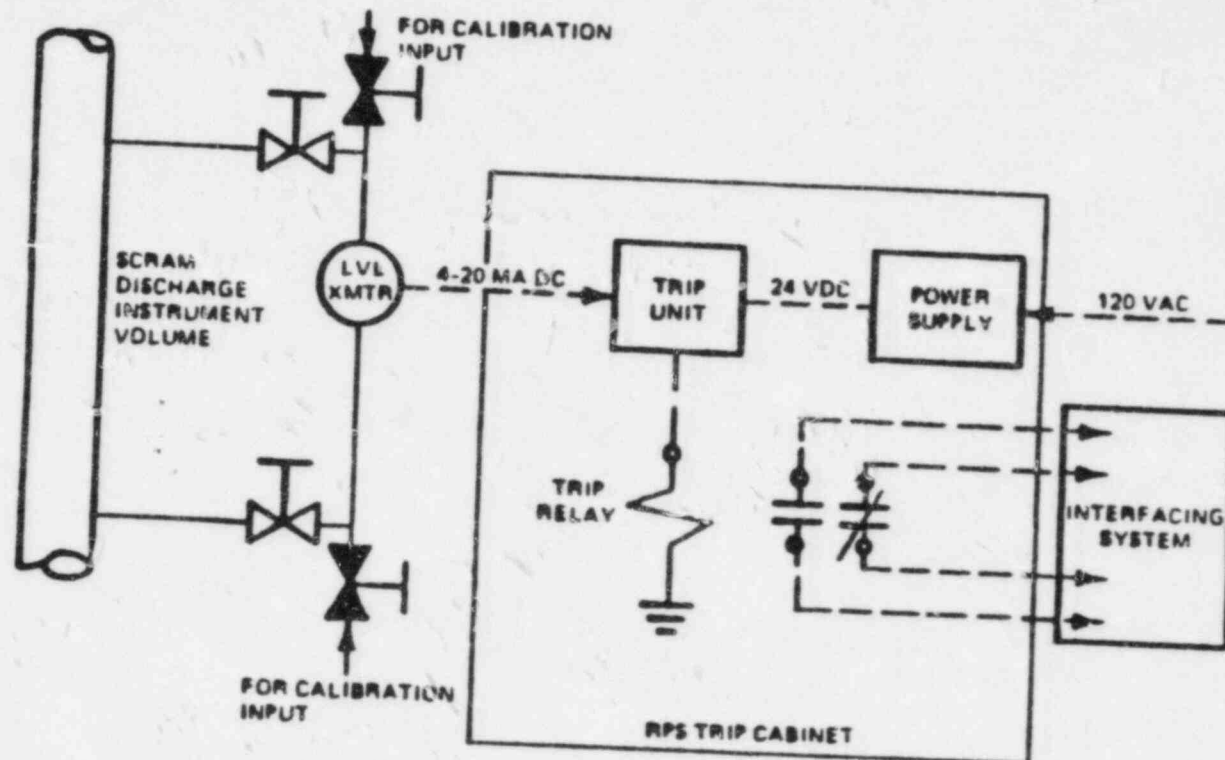 FOR CALIBRATION
INPUT
SCRAM
DISCHARGE
INSTRUMENT
VOLUME
LVL
XMTR
4-20 MA DC
TRIP
UNIT
24 VDC
POWER
SUPPLY
120 VAC
TRIP
RELAY
INTERFACING
SYSTEM
FOR CALIBRATION
INPUT
RPS TRIP CABINET